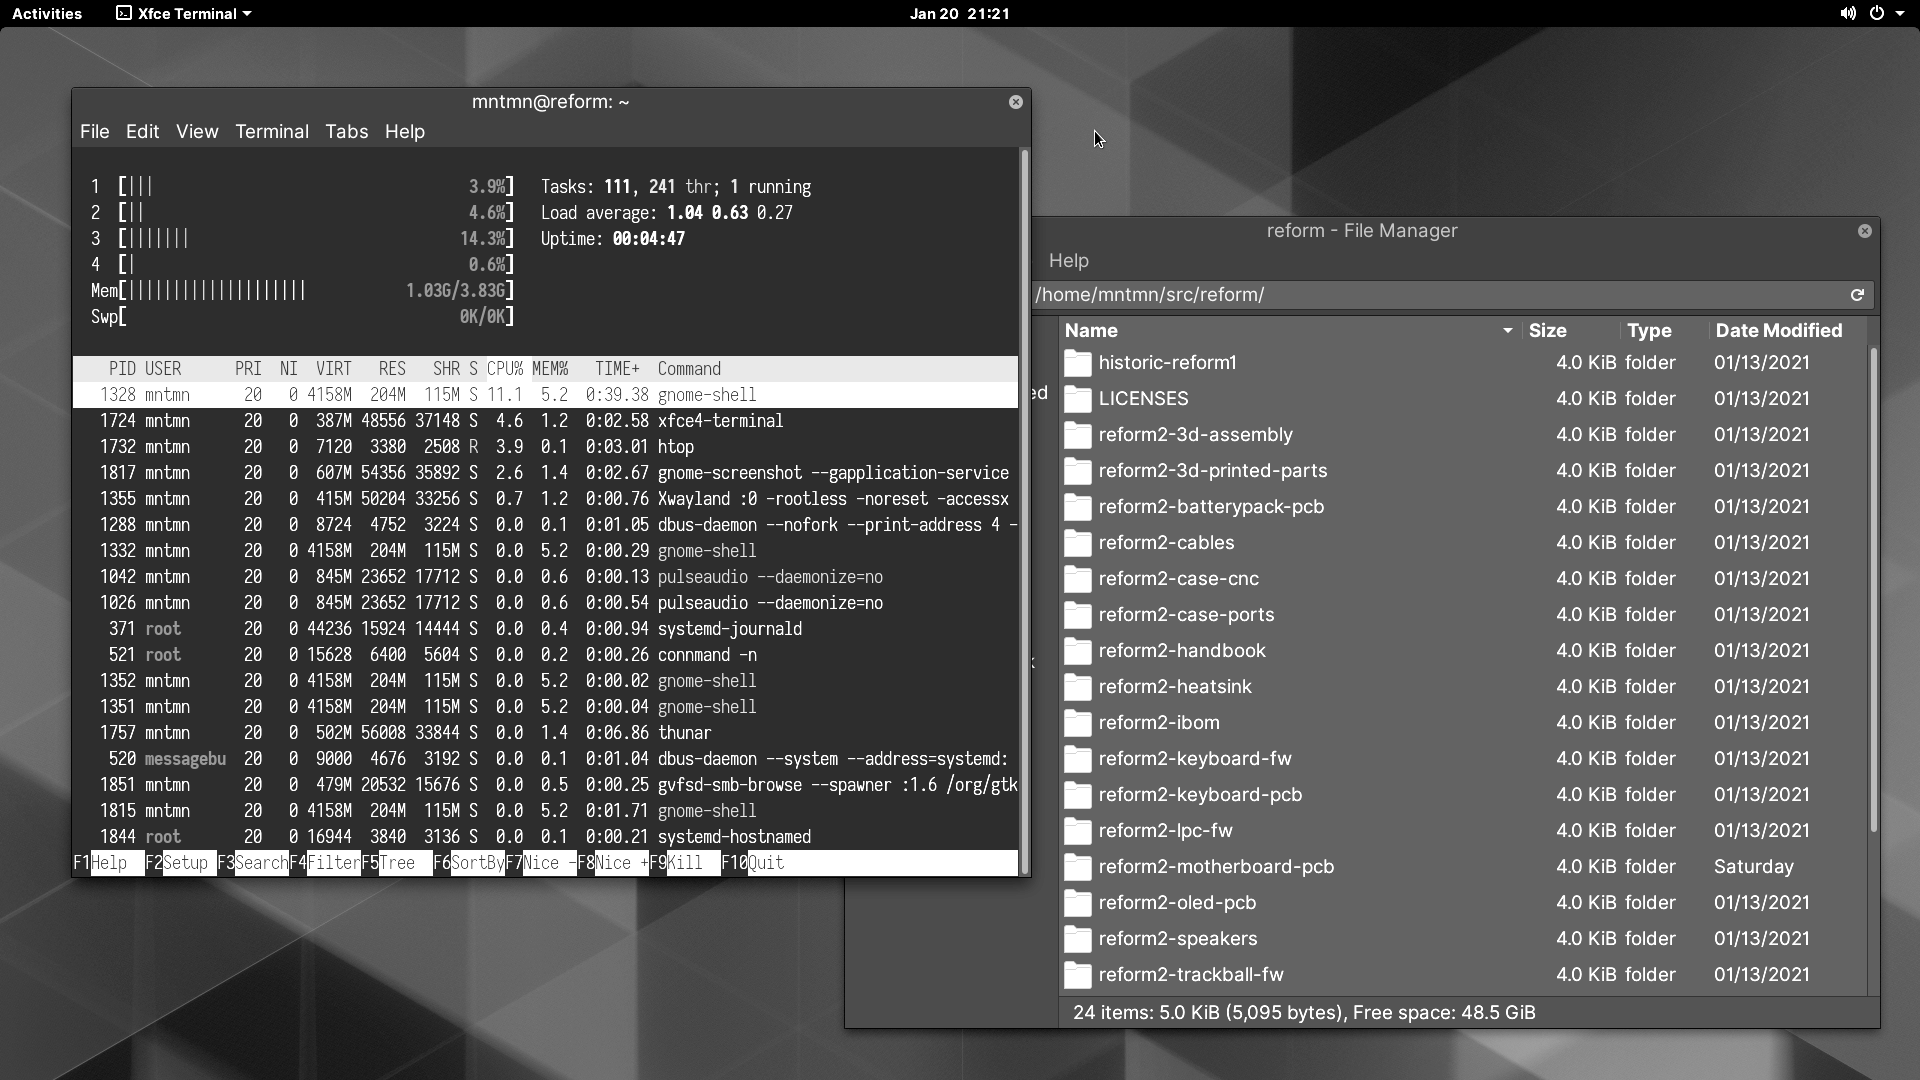 Activities Xfce Terminal Jan 20 21:21
mntmn@reform: ~
File Edit View Terminal Tabs Help
1 [||| 3.9%] Tasks: 111, 241 thr; 1 running
2 [|| 4.6%] Load average: 1.04 0.63 0.27
3 [||||||| 14.3%] Uptime: 00:04:47
4 [| 0.6%]
Mem[|||||||||||||||||||| 1.03G/3.83G]
Swp[ 0K/0K]
PID USER PRI NI VIRT RES SHR S CPU% MEM% TIME+ Command
1328 mntmn 20 0 4158M 204M 115M S 11.1 5.2 0:39.38 gnome-shell
1724 mntmn 20 0 387M 48556 37148 S 4.6 1.2 0:02.58 xfce4-terminal
1732 mntmn 20 0 7120 3380 2508 R 3.9 0.1 0:03.01 htop
1817 mntmn 20 0 607M 54356 35892 S 2.6 1.4 0:02.67 gnome-screenshot --gapplication-service
1355 mntmn 20 0 415M 50204 33256 S 0.7 1.2 0:00.76 Xwayland :0 -rootless -noreset -accessx
1288 mntmn 20 0 8724 4752 3224 S 0.0 0.1 0:01.05 dbus-daemon --nofork --print-address 4 -
1332 mntmn 20 0 4158M 204M 115M S 0.0 5.2 0:00.29 gnome-shell
1042 mntmn 20 0 845M 23652 17712 S 0.0 0.6 0:00.13 pulseaudio --daemonize=no
1026 mntmn 20 0 845M 23652 17712 S 0.0 0.6 0:00.54 pulseaudio --daemonize=no
371 root 20 0 44236 15924 14444 S 0.0 0.4 0:00.94 systemd-journald
521 root 20 0 15628 6400 5604 S 0.0 0.2 0:00.26 connmand -n
1352 mntmn 20 0 4158M 204M 115M S 0.0 5.2 0:00.02 gnome-shell
1351 mntmn 20 0 4158M 204M 115M S 0.0 5.2 0:00.04 gnome-shell
1757 mntmn 20 0 502M 56008 33844 S 0.0 1.4 0:06.86 thunar
520 messagebu 20 0 9000 4676 3192 S 0.0 0.1 0:01.04 dbus-daemon --system --address=systemd:
1851 mntmn 20 0 479M 20532 15676 S 0.0 0.5 0:00.25 gvfsd-smb-browse --spawner :1.6 /org/gtk
1815 mntmn 20 0 4158M 204M 115M S 0.0 5.2 0:01.71 gnome-shell
1844 root 20 0 16944 3840 3136 S 0.0 0.1 0:00.21 systemd-hostnamed
F1Help F2Setup F3SearchF4FilterF5Tree F6SortByF7Nice -F8Nice +F9Kill F10Quit
reform - File Manager
Help
/home/mntmn/src/reform/
ed
k
Name Size Type Date Modified
historic-reform1 4.0 KiB folder 01/13/2021
LICENSES 4.0 KiB folder 01/13/2021
reform2-3d-assembly 4.0 KiB folder 01/13/2021
reform2-3d-printed-parts 4.0 KiB folder 01/13/2021
reform2-batterypack-pcb 4.0 KiB folder 01/13/2021
reform2-cables 4.0 KiB folder 01/13/2021
reform2-case-cnc 4.0 KiB folder 01/13/2021
reform2-case-ports 4.0 KiB folder 01/13/2021
reform2-handbook 4.0 KiB folder 01/13/2021
reform2-heatsink 4.0 KiB folder 01/13/2021
reform2-ibom 4.0 KiB folder 01/13/2021
reform2-keyboard-fw 4.0 KiB folder 01/13/2021
reform2-keyboard-pcb 4.0 KiB folder 01/13/2021
reform2-lpc-fw 4.0 KiB folder 01/13/2021
reform2-motherboard-pcb 4.0 KiB folder Saturday
reform2-oled-pcb 4.0 KiB folder 01/13/2021
reform2-speakers 4.0 KiB folder 01/13/2021
reform2-trackball-fw 4.0 KiB folder 01/13/2021
24 items: 5.0 KiB (5,095 bytes), Free space: 48.5 GiB